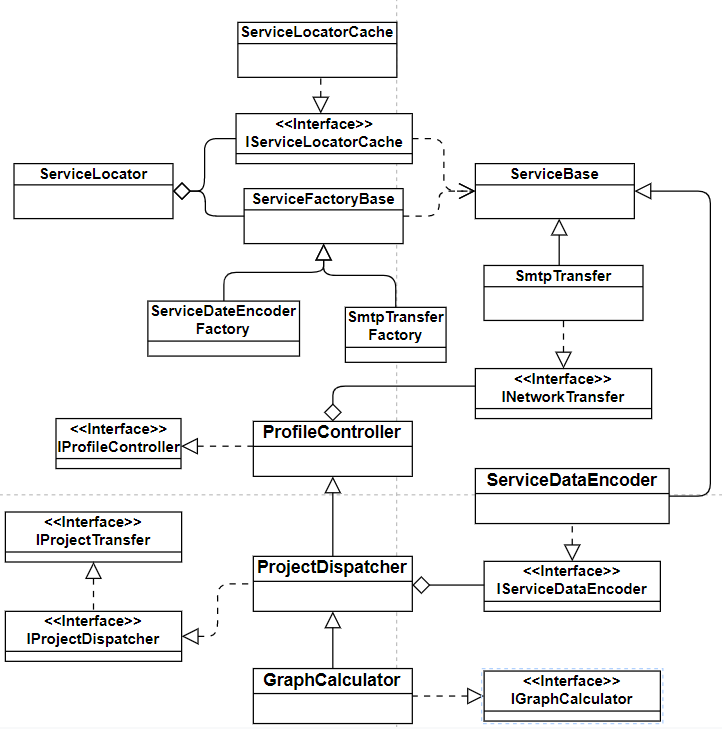 ServiceLocatorCache
<<Interface>>
IServiceLocatorCache
ServiceLocator
ServiceBase
ServiceFactoryBase
SmtpTransfer
ServiceDateEncoder
Factory
SmtpTransfer
Factory
<<Interface>>
INetworkTransfer
<<Interface>>
IProfileController
ProfileController
ServiceDataEncoder
<<Interface>>
IProjectTransfer
ProjectDispatcher
<<Interface>>
IServiceDataEncoder
<<Interface>>
IProjectDispatcher
GraphCalculator
<<Interface>>
IGraphCalculator